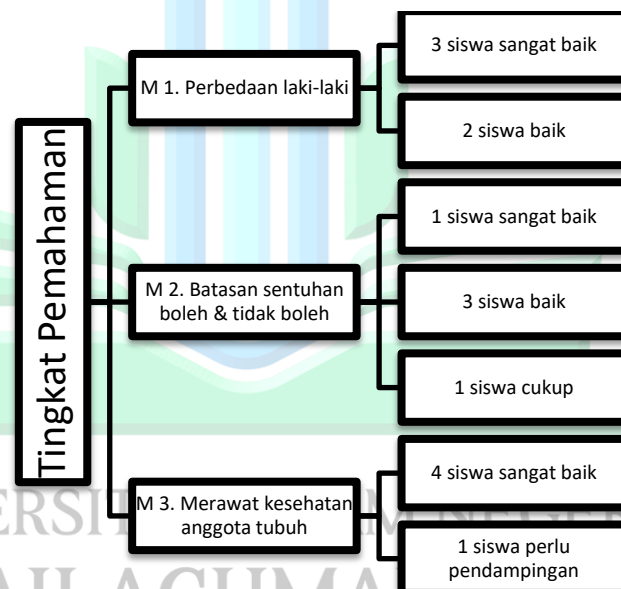 Tingkat Pemahaman
M 1. Perbedaan laki-laki
3 siswa sangat baik
2 siswa baik
M 2. Batasan sentuhan
boleh & tidak boleh
1 siswa sangat baik
3 siswa baik
1 siswa cukup
M 3. Merawat kesehatan
anggota tubuh
4 siswa sangat baik
1 siswa perlu
pendampingan